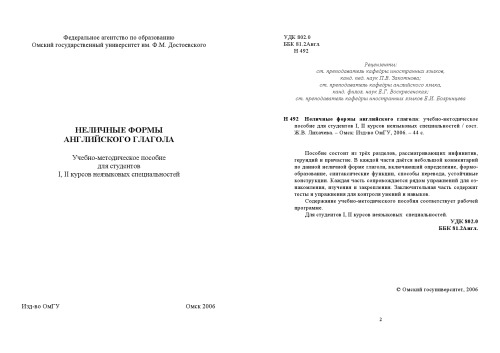 Федеральное агентство по образованию
Омский государственный университет им. Ф.М. Достоевского
НЕЛИЧНЫЕ ФОРМЫ
АНГЛИЙСКОГО ГЛАГОЛА
Учебно-методическое пособие
для студентов
I, II курсов неязыковых специальностей
Изд-во ОмГУ
Омск 2006
УДК 802.0
ББК 81.2Англ.
Н 492
Рецензенты:
ст. преподаватель кафедры иностранных языков,
канд. пед. наук П.В. Замоткова;
ст. преподаватель кафедры английского языка,
канд. филол. наук Е.Г. Воскресенская;
ст. преподаватель кафедры иностранных языков Е.И. Бояринцева
Н 492 Неличные формы английского глагола: учебно-методическое
пособие для студентов I, II курсов неязыковых специальностей / сост.
Ж.В. Лихачева. – Омск: Изд-во ОмГУ, 2006. – 44 с.
Пособие состоит из трёх разделов, рассматривающих инфинитив,
герундий и причастие. В каждой части даётся небольшой комментарий
по данной неличной форме глагола, включающий определение, формо-
образование, синтаксические функции, способы перевода, устойчивые
конструкции. Каждая часть сопровождается рядом упражнений для оз-
накомления, изучения и закрепления. Заключительная часть содержит
тесты и упражнения для контроля умений и навыков.
Содержание учебно-методического пособия соответствует рабочей
программе.
Для студентов I, II курсов неязыковых специальностей.
УДК 802.0
ББК 81.2Англ.
© Омский госуниверситет, 2006
2